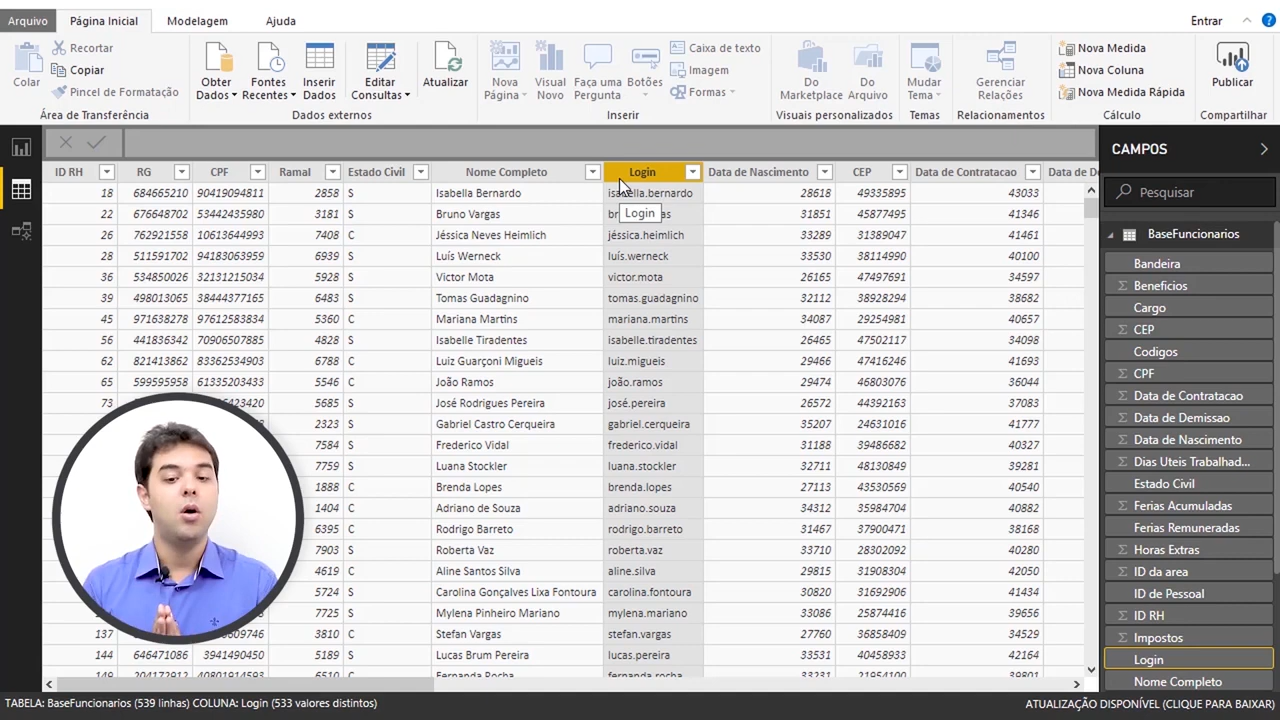 Arquivo Página Inicial Modelagem Ajuda Entrar
Colar
Recortar
Copiar
Pincel de Formatação
Área de Transferência
Obter Dados
Fontes Recentes
Inserir Dados
Editar Consultas
Atualizar
Dados externos
Nova Página
Visual Novo
Faça uma Pergunta
Botões
Caixa de texto
Imagem
Formas
Inserir
Do Marketplace
Do Arquivo
Visuais personalizados
Mudar Tema
Temas
Gerenciar Relações
Relacionamentos
Nova Medida
Nova Coluna
Nova Medida Rápida
Cálculo
Publicar
Compartilhar
ID RH RG CPF Ramal Estado Civil Nome Completo Login Data de Nascimento CEP Data de Contratacao Data de De
18 684665210 90419094811 2858 S Isabella Bernardo isabella.bernardo 28618 49335895 43033
22 676648702 53442435980 3181 S Bruno Vargas 31851 45877495 41346
Login
26 762921558 10613644993 7408 C Jéssica Neves Heimlich jéssica.heimlich 33289 31389047 41461
28 511591702 94183063959 6939 S Luís Werneck luís.werneck 33530 38114990 40100
36 534850026 32131215034 5928 S Victor Mota victor.mota 26165 47497691 34597
39 498013065 38444377165 6483 S Tomas Guadagnino tomas.guadagnino 32112 38928294 38682
45 971638278 97612583834 5360 C Mariana Martins mariana.martins 34087 29254981 40657
56 441836342 70906507885 4828 S Isabelle Tiradentes isabelle.tiradentes 26465 47502117 34098
62 821413862 83362534903 6788 C Luiz Guarçoni Migueis luiz.migueis 29466 47416246 41693
65 599595958 61335203433 5546 C João Ramos joão.ramos 29474 46803076 36044
73 5685 S José Rodrigues Pereira josé.pereira 26572 44392163 37083
2323 S Gabriel Castro Cerqueira gabriel.cerqueira 35207 24631016 41777
7584 S Frederico Vidal frederico.vidal 31188 39486682 40327
7759 S Luana Stockler luana.stockler 32711 48130849 39281
1888 C Brenda Lopes brenda.lopes 27113 43530569 40540
1404 C Adriano de Souza adriano.souza 34312 35984704 40882
6395 C Rodrigo Barreto rodrigo.barreto 31467 37900471 38168
7903 S Roberta Vaz roberta.vaz 33710 28302092 40280
4619 C Aline Santos Silva aline.silva 29815 31908304 42050
5724 S Carolina Gonçalves Lixa Fontoura carolina.fontoura 30820 31692906 41434
7725 S Mylena Pinheiro Mariano mylena.mariano 33086 25874416 39656
137 3810 C Stefan Vargas stefan.vargas 27760 36858409 34529
144 646471086 3941490450 5189 S Lucas Brum Pereira lucas.pereira 33531 40458933 42164
CAMPOS
Pesquisar
BaseFuncionarios
Bandeira
Beneficios
Cargo
CEP
Codigos
CPF
Data de Contratacao
Data de Demissao
Data de Nascimento
Dias Uteis Trabalhad...
Estado Civil
Ferias Acumuladas
Ferias Remuneradas
Horas Extras
ID da area
ID de Pessoal
ID RH
Impostos
Login
Nome Completo
TABELA: BaseFuncionarios (539 linhas) COLUNA: Login (533 valores distintos) ATUALIZAÇÃO DISPONÍVEL (CLIQUE PARA BAIXAR)